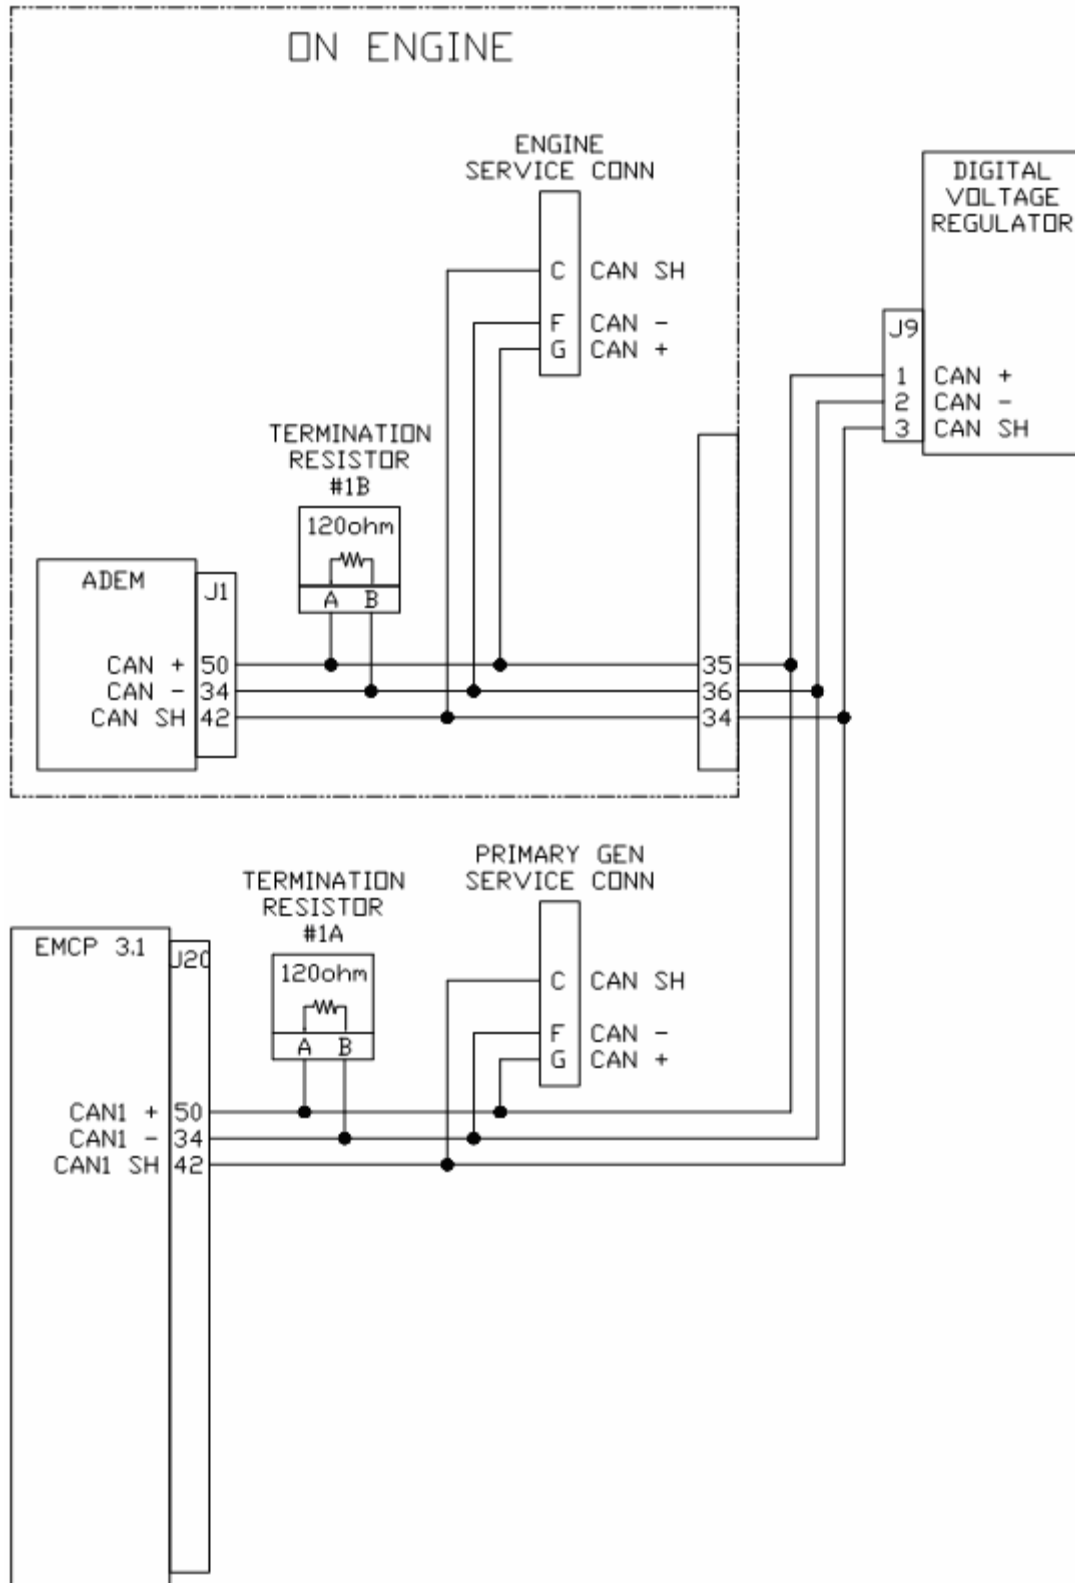 ON ENGINE
ENGINE
SERVICE CONN
C CAN SH
F CAN -
G CAN +
DIGITAL
VOLTAGE
REGULATOR
J9
1 CAN +
2 CAN -
3 CAN SH
TERMINATION
RESISTOR
#1B
120ohm
A B
ADEM
J1
CAN + 50
CAN - 34
CAN SH 42
35
36
34
PRIMARY GEN
SERVICE CONN
C CAN SH
F CAN -
G CAN +
TERMINATION
RESISTOR
#1A
120ohm
A B
EMCP 3.1
J20
CAN1 + 50
CAN1 - 34
CAN1 SH 42